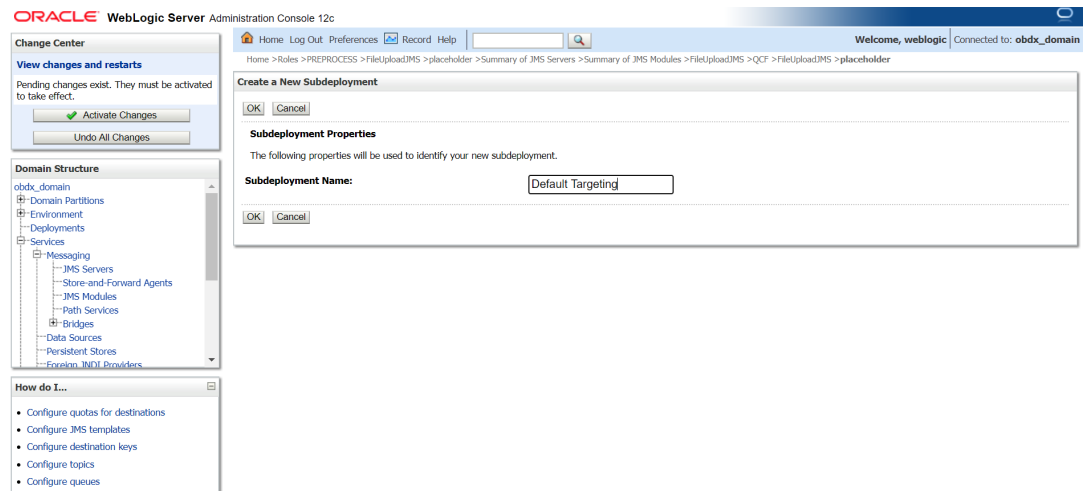 ORACLE WebLogic Server Administration Console 12c
Change Center
View changes and restarts
Pending changes exist. They must be activated
to take effect.
Activate Changes
Undo All Changes
Domain Structure
obdx_domain
Domain Partitions
Environment
Deployments
Services
Messaging
JMS Servers
Store-and-Forward Agents
JMS Modules
Path Services
Bridges
Data Sources
Persistent Stores
Foreign JNDI Providers
How do I...
Configure quotas for destinations
Configure JMS templates
Configure destination keys
Configure topics
Configure queues
Home Log Out Preferences Record Help
Welcome, weblogic Connected to: obdx_domain
Home >Roles >PREPROCESS >FileUploadJMS >placeholder >Summary of JMS Servers >Summary of JMS Modules >FileUploadJMS >QCF >FileUploadJMS >placeholder
Create a New Subdeployment
OK Cancel
Subdeployment Properties
The following properties will be used to identify your new subdeployment.
Subdeployment Name: Default Targeting
OK Cancel